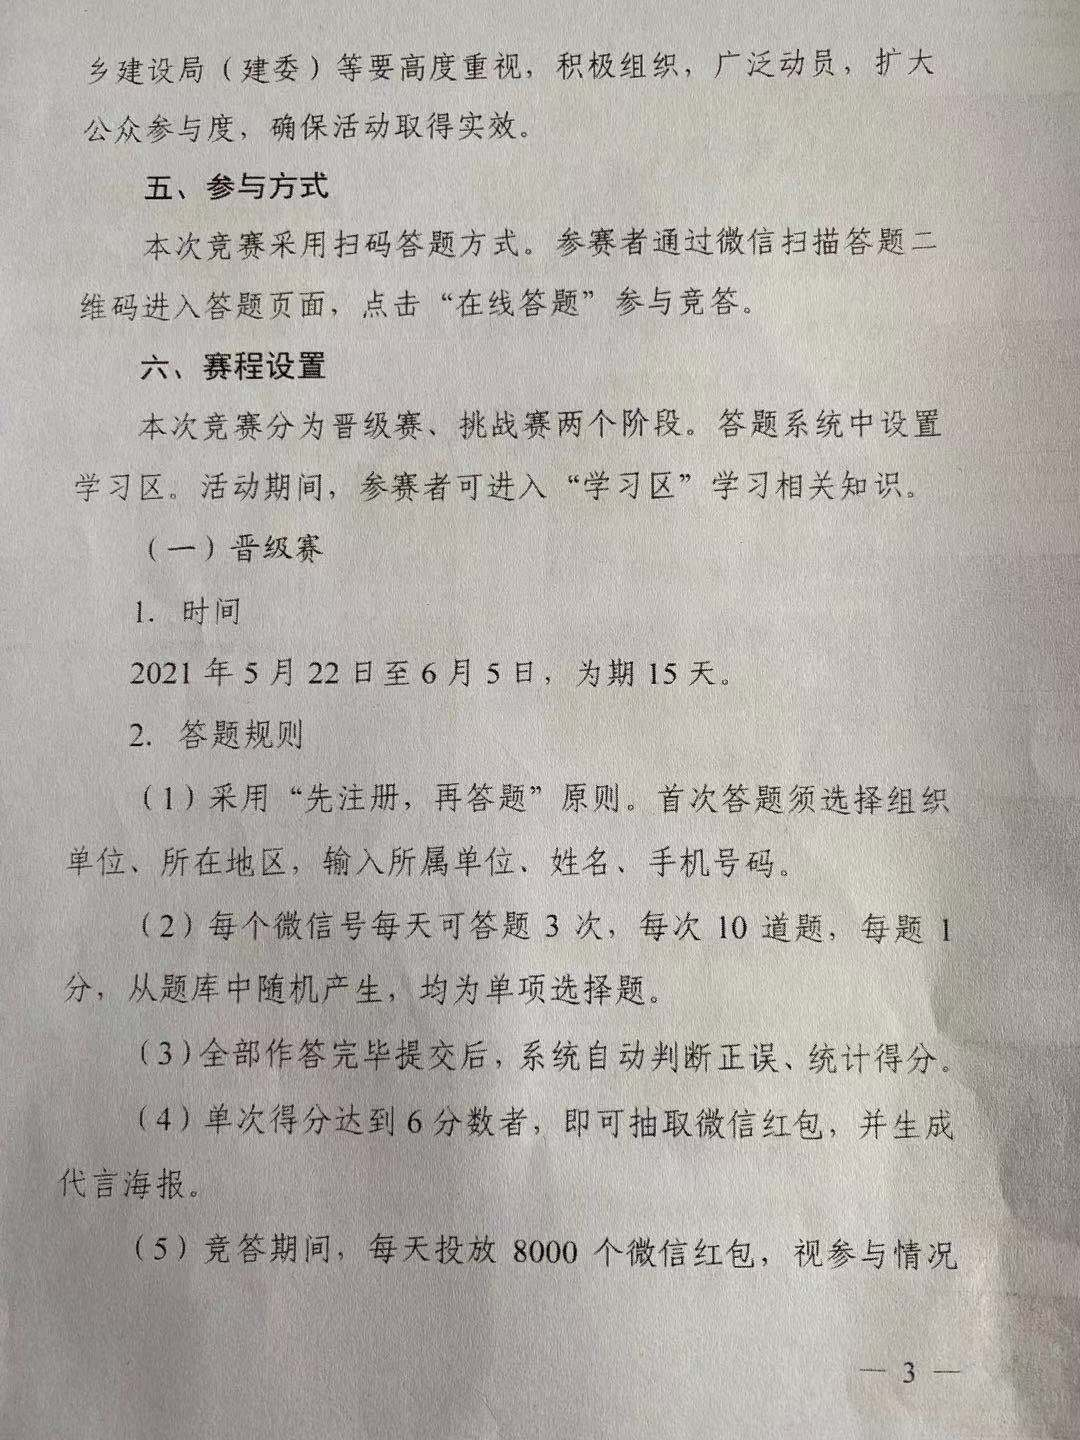 乡建设局（建委）等要高度重视，积极组织，广泛动员，扩大
公众参与度，确保活动取得实效。
五、参与方式
本次竞赛采用扫码答题方式。参赛者通过微信扫描答题二
维码进入答题页面，点击“在线答题”参与竞答。
六、赛程设置
本次竞赛分为晋级赛、挑战赛两个阶段。答题系统中设置
学习区。活动期间，参赛者可进入“学习区”学习相关知识。
（一）晋级赛
1. 时间
2021 年 5 月 22 日至 6 月 5 日，为期 15 天。
2. 答题规则
（1）采用“先注册，再答题”原则。首次答题须选择组织
单位、所在地区，输入所属单位、姓名、手机号码。
（2）每个微信号每天可答题 3 次，每次 10 道题，每题 1
分，从题库中随机产生，均为单项选择题。
（3）全部作答完毕提交后，系统自动判断正误、统计得分。
（4）单次得分达到 6 分数者，即可抽取微信红包，并生成
代言海报。
（5）竞答期间，每天投放 8000 个微信红包，视参与情况
— 3 —